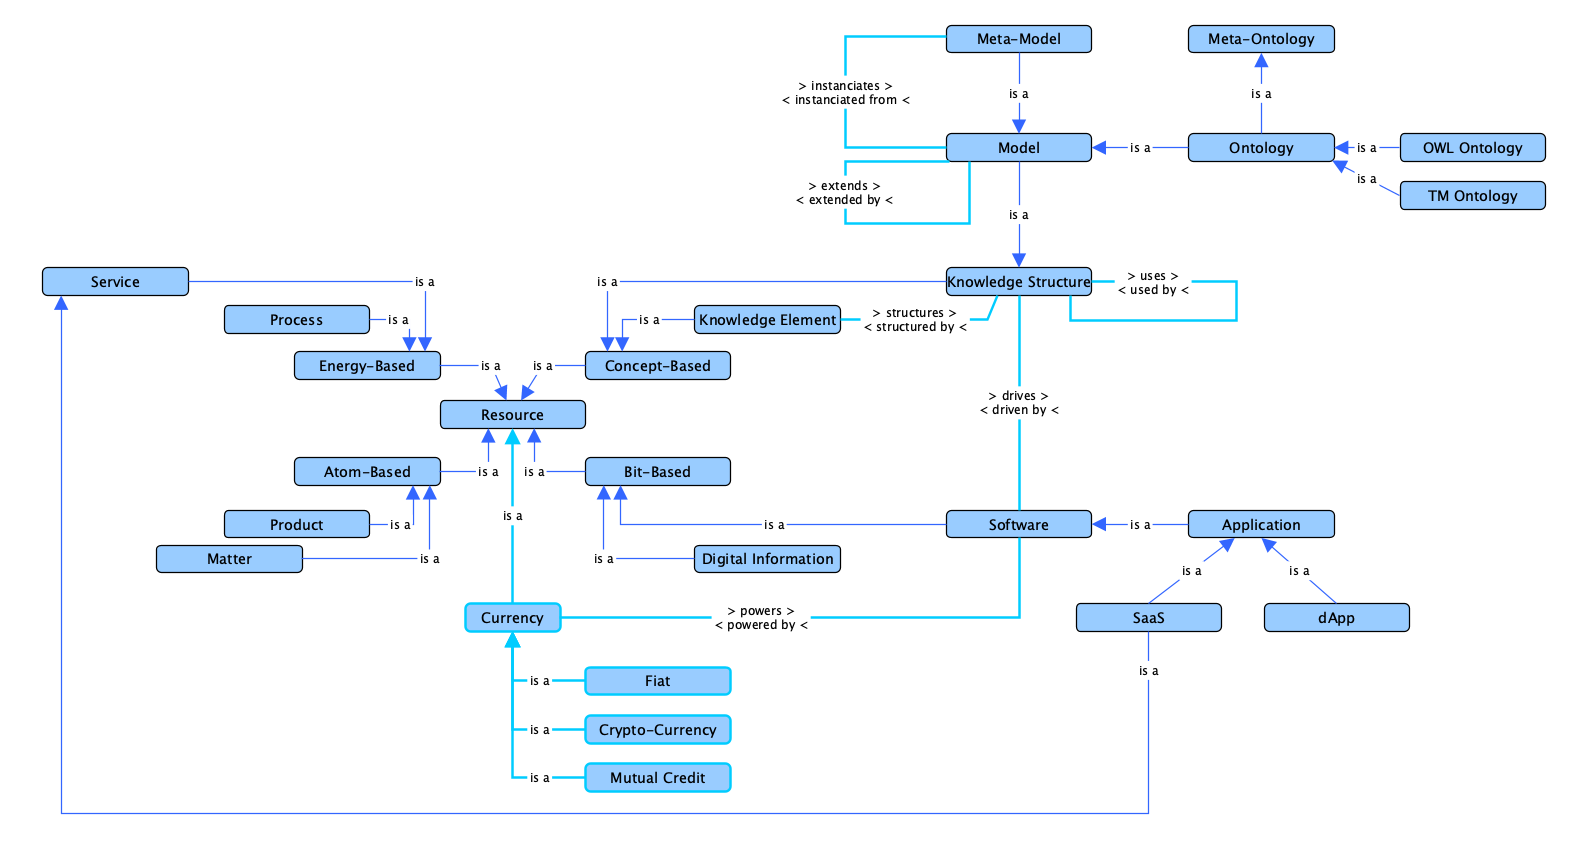 Meta-Model
Meta-Ontology
> instanciates >
< instanciated from <
is a
is a
Model
is a
Ontology
is a
OWL Ontology
is a
TM Ontology
> extends >
< extended by <
is a
Service
is a
is a
Knowledge Structure
> uses >
< used by <
Process
is a
is a
Knowledge Element
> structures >
< structured by <
Energy-Based
is a
is a
Concept-Based
> drives >
< driven by <
Resource
Atom-Based
is a
is a
Bit-Based
is a
Product
is a
is a
Software
is a
Application
Matter
is a
is a
Digital Information
is a
is a
Currency
> powers >
< powered by <
SaaS
dApp
is a
is a
Fiat
is a
Crypto-Currency
is a
Mutual Credit